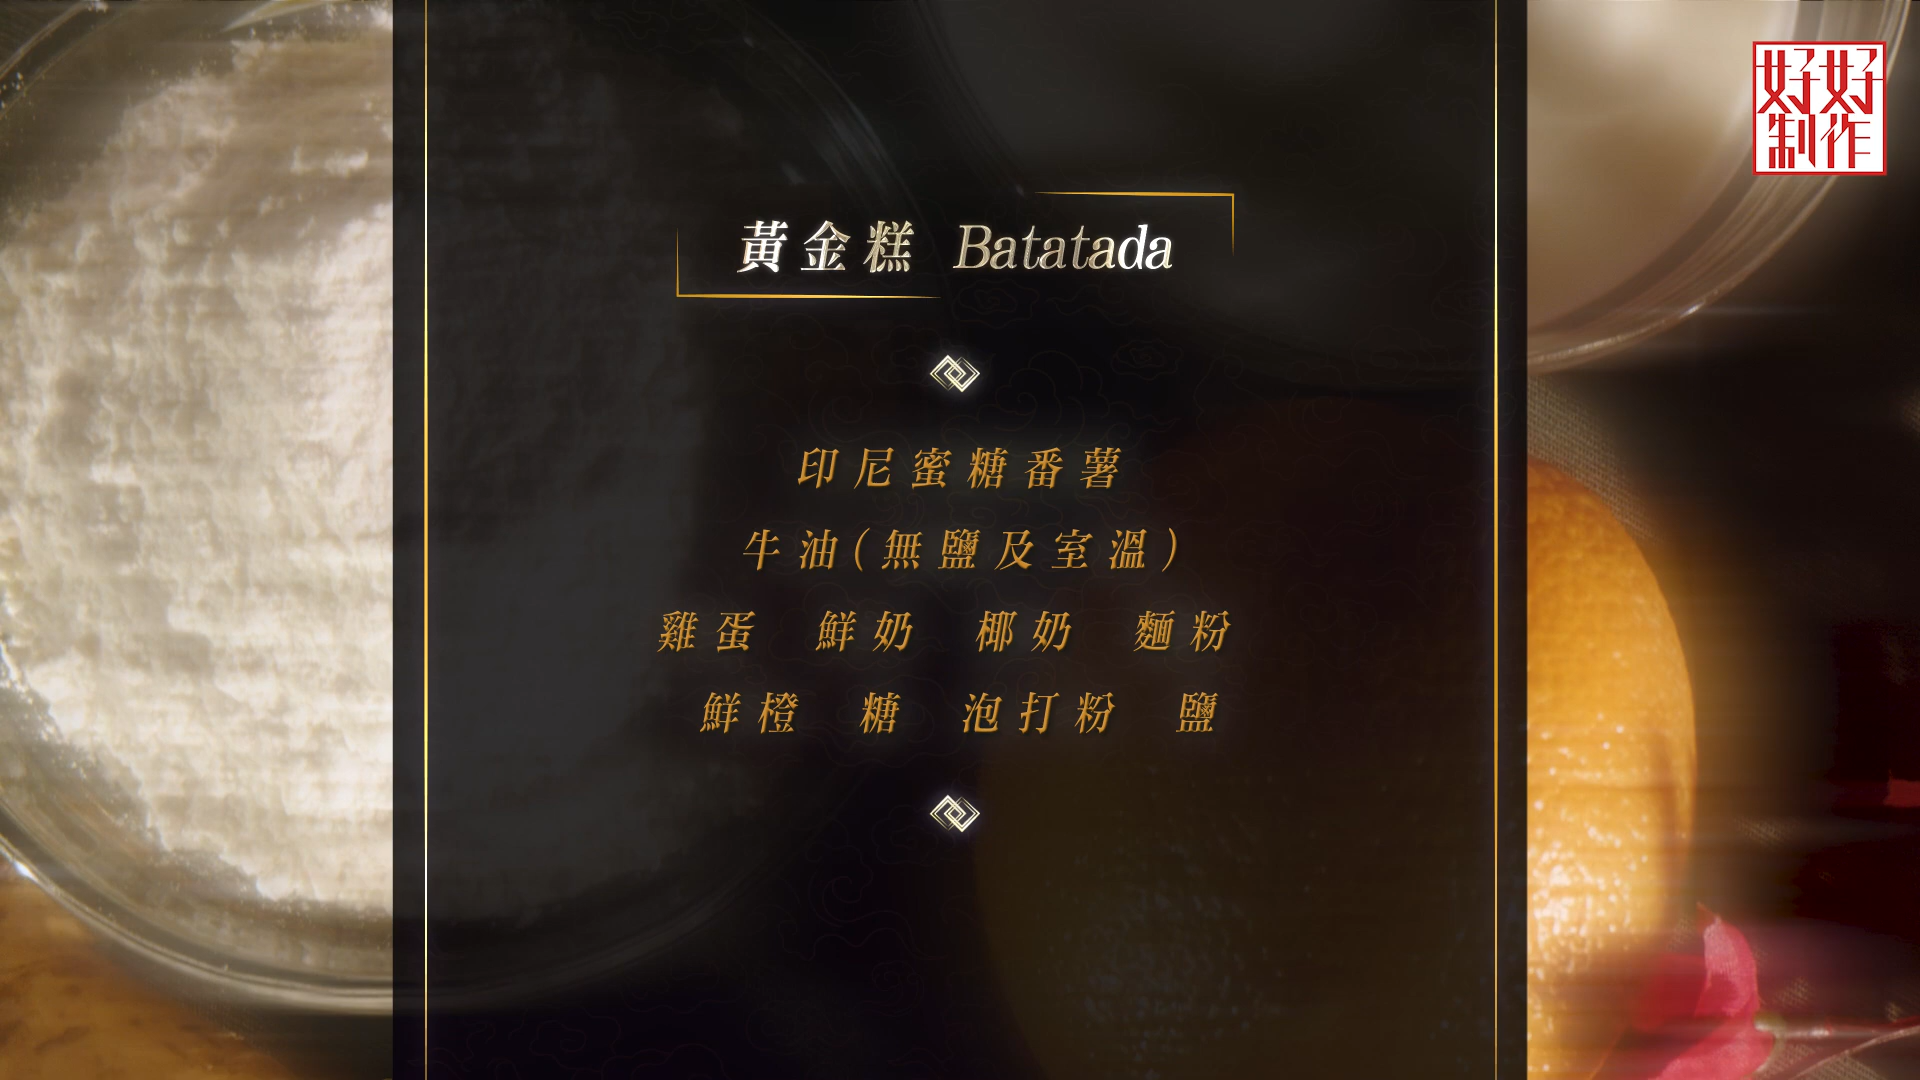 好好
制作
黃金糕 Batatada
印尼蜜糖番薯
牛油(無鹽及室溫)
雞蛋 鮮奶 椰奶 麵粉
鮮橙 糖 泡打粉 鹽